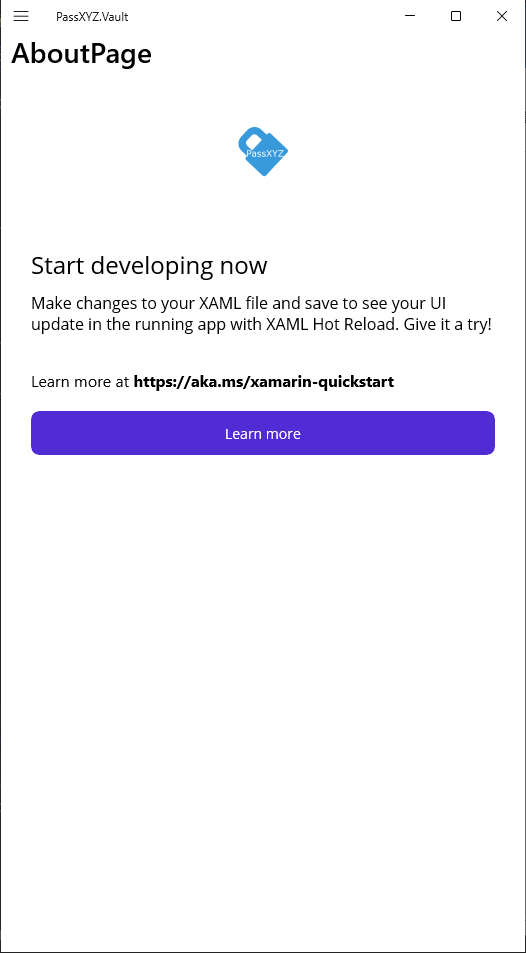 PassXYZ.Vault
AboutPage
PassXYZ
Start developing now
Make changes to your XAML file and save to see your UI
update in the running app with XAML Hot Reload. Give it a try!
Learn more at https://aka.ms/xamarin-quickstart
Learn more